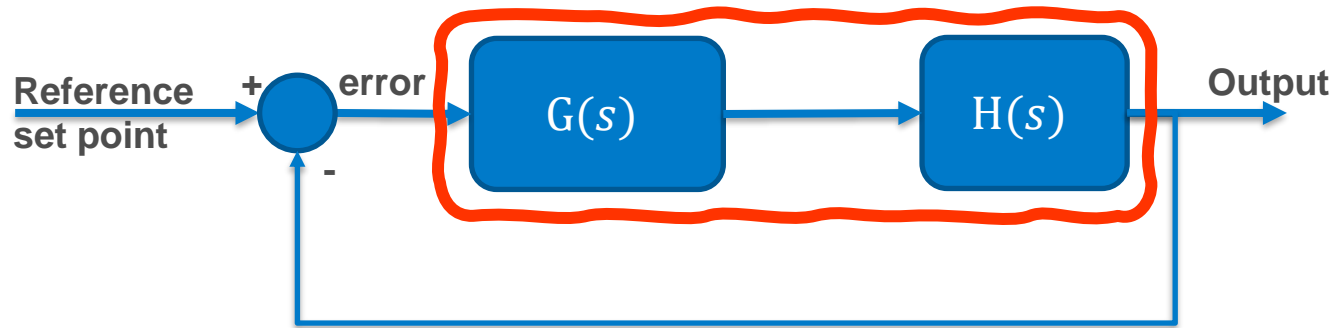 Reference
set point
+
error
-
G(s)
H(s)
Output